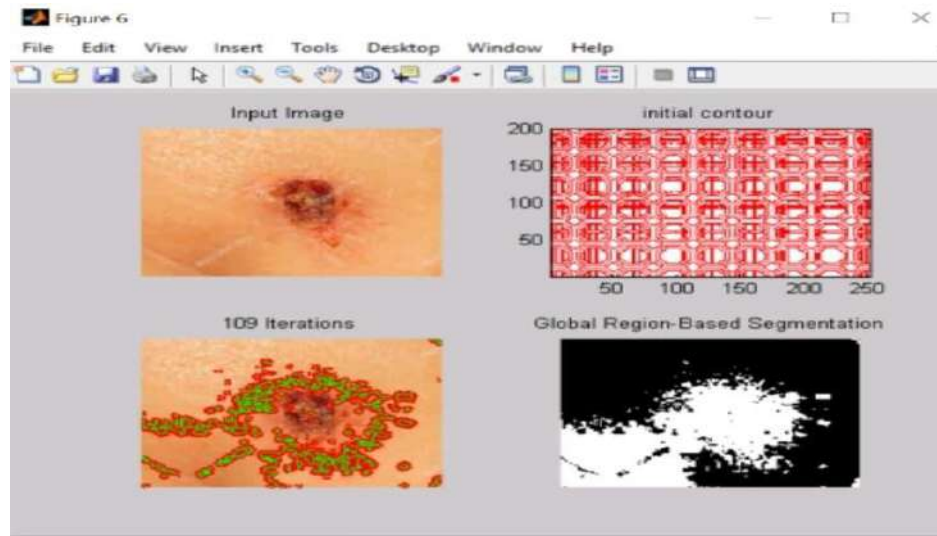 Figure 6
File Edit View Insert Tools Desktop Window Help
Input Image
initial contour
200
150
100
50
50 100 150 200 250
109 Iterations
Global Region-Based Segmentation